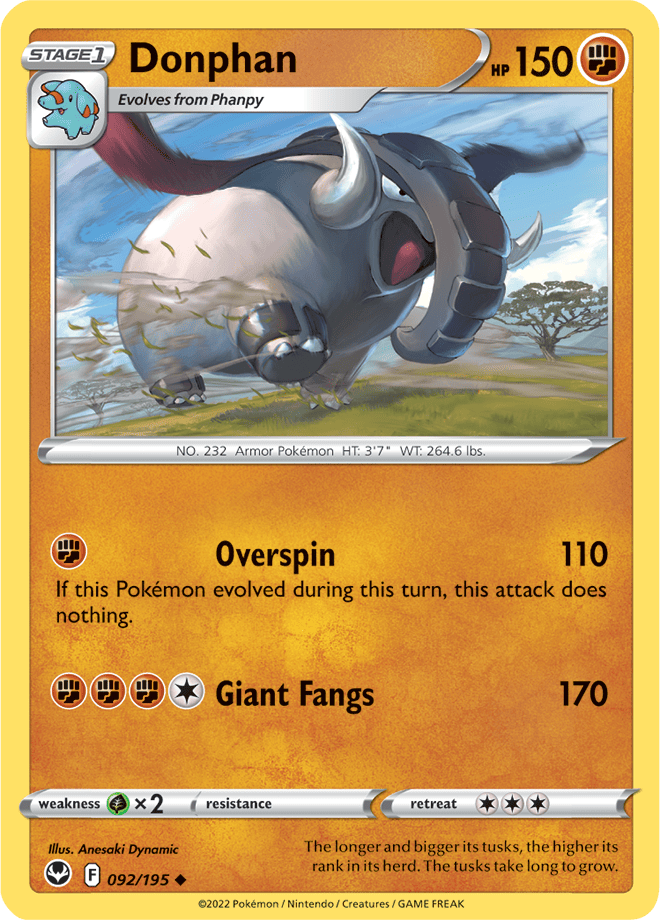 STAGE1
Donphan
HP 150
Evolves from Phanpy
NO. 232 Armor Pokémon HT: 3'7" WT: 264.6 lbs.
Overspin 110
If this Pokémon evolved during this turn, this attack does
nothing.
Giant Fangs 170
weakness ×2 resistance retreat
Illus. Anesaki Dynamic
The longer and bigger its tusks, the higher its
rank in its herd. The tusks take long to grow.
F 092/195
©2022 Pokémon / Nintendo / Creatures / GAME FREAK